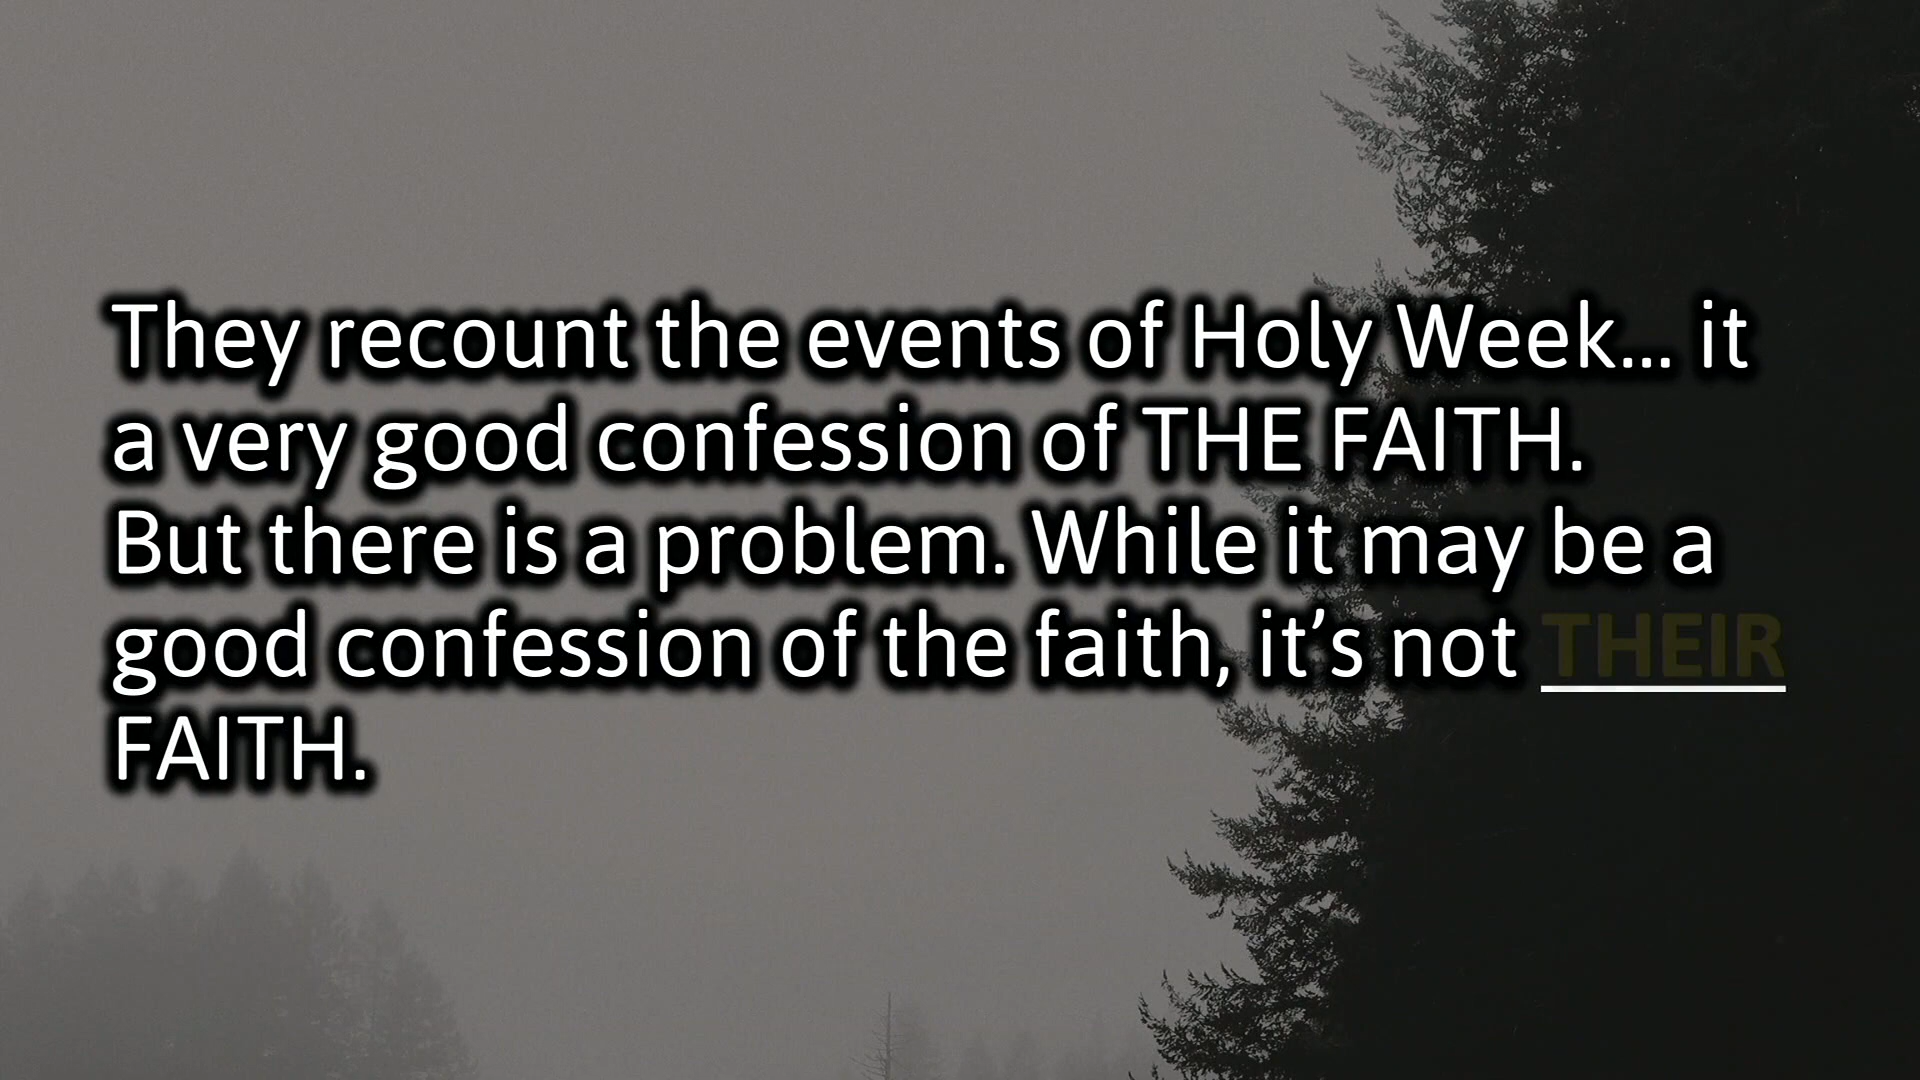 They recount the events of Holy Week… it
a very good confession of THE FAITH.
But there is a problem. While it may be a
good confession of the faith, it’s not THEIR
FAITH.